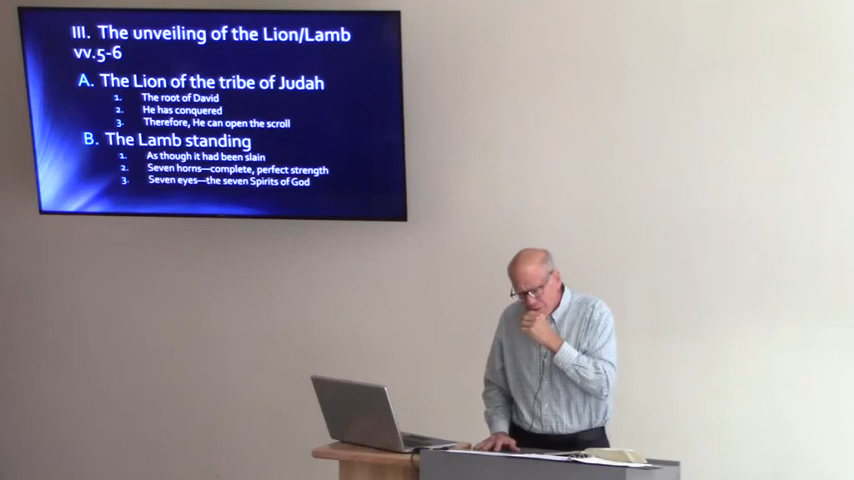 III. The unveiling of the Lion/Lamb
vv.5-6
A. The Lion of the tribe of Judah
1. The root of David
2. He has conquered
3. Therefore, He can open the scroll
B. The Lamb standing
1. As though it had been slain
2. Seven horns—complete, perfect strength
3. Seven eyes—the seven Spirits of God